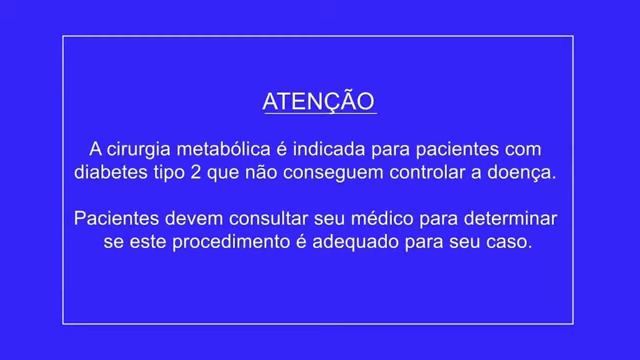 ATENÇÃO
A cirurgia metabólica é indicada para pacientes com
diabetes tipo 2 que não conseguem controlar a doença.
Pacientes devem consultar seu médico para determinar
se este procedimento é adequado para seu caso.